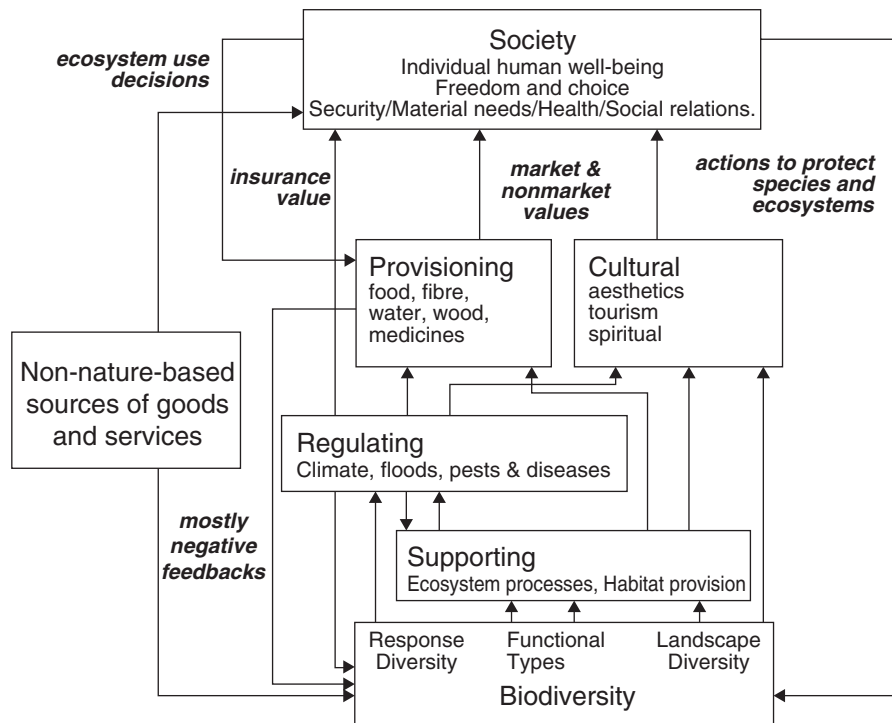 Society
Individual human well-being
Freedom and choice
Security/Material needs/Health/Social relations.
ecosystem use
decisions
insurance
value
market &
nonmarket
values
actions to protect
species and
ecosystems
Provisioning
food, fibre,
water, wood,
medicines
Cultural
aesthetics
tourism
spiritual
Non-nature-based
sources of goods
and services
Regulating
Climate, floods, pests & diseases
mostly
negative
feedbacks
Supporting
Ecosystem processes, Habitat provision
Response
Diversity
Functional
Types
Landscape
Diversity
Biodiversity